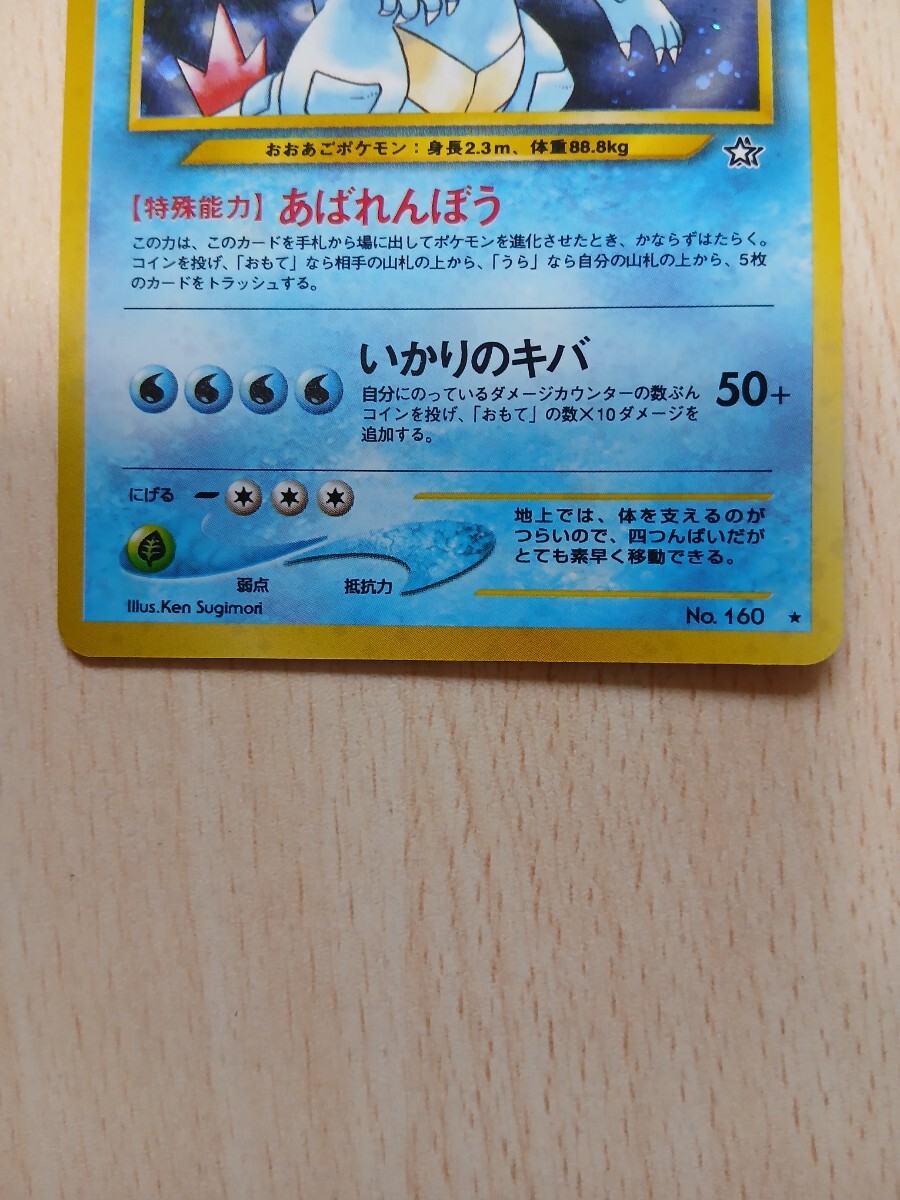 おおあごポケモン：身長2.3m、体重88.8kg
【特殊能力】あばれんぼう
この力は、このカードを手札から場に出してポケモンを進化させたとき、かならずはたらく。
コインを投げ、「おもて」なら相手の山札の上から、「うら」なら自分の山札の上から、5枚
のカードをトラッシュする。
いかりのキバ
自分にのっているダメージカウンターの数ぶん
コインを投げ、「おもて」の数×10ダメージを
追加する。
50+
にげる
地上では、体を支えるのが
つらいので、四つんばいだが
とても素早く移動できる。
弱点 抵抗力
Illus.Ken Sugimori
No. 160 ★